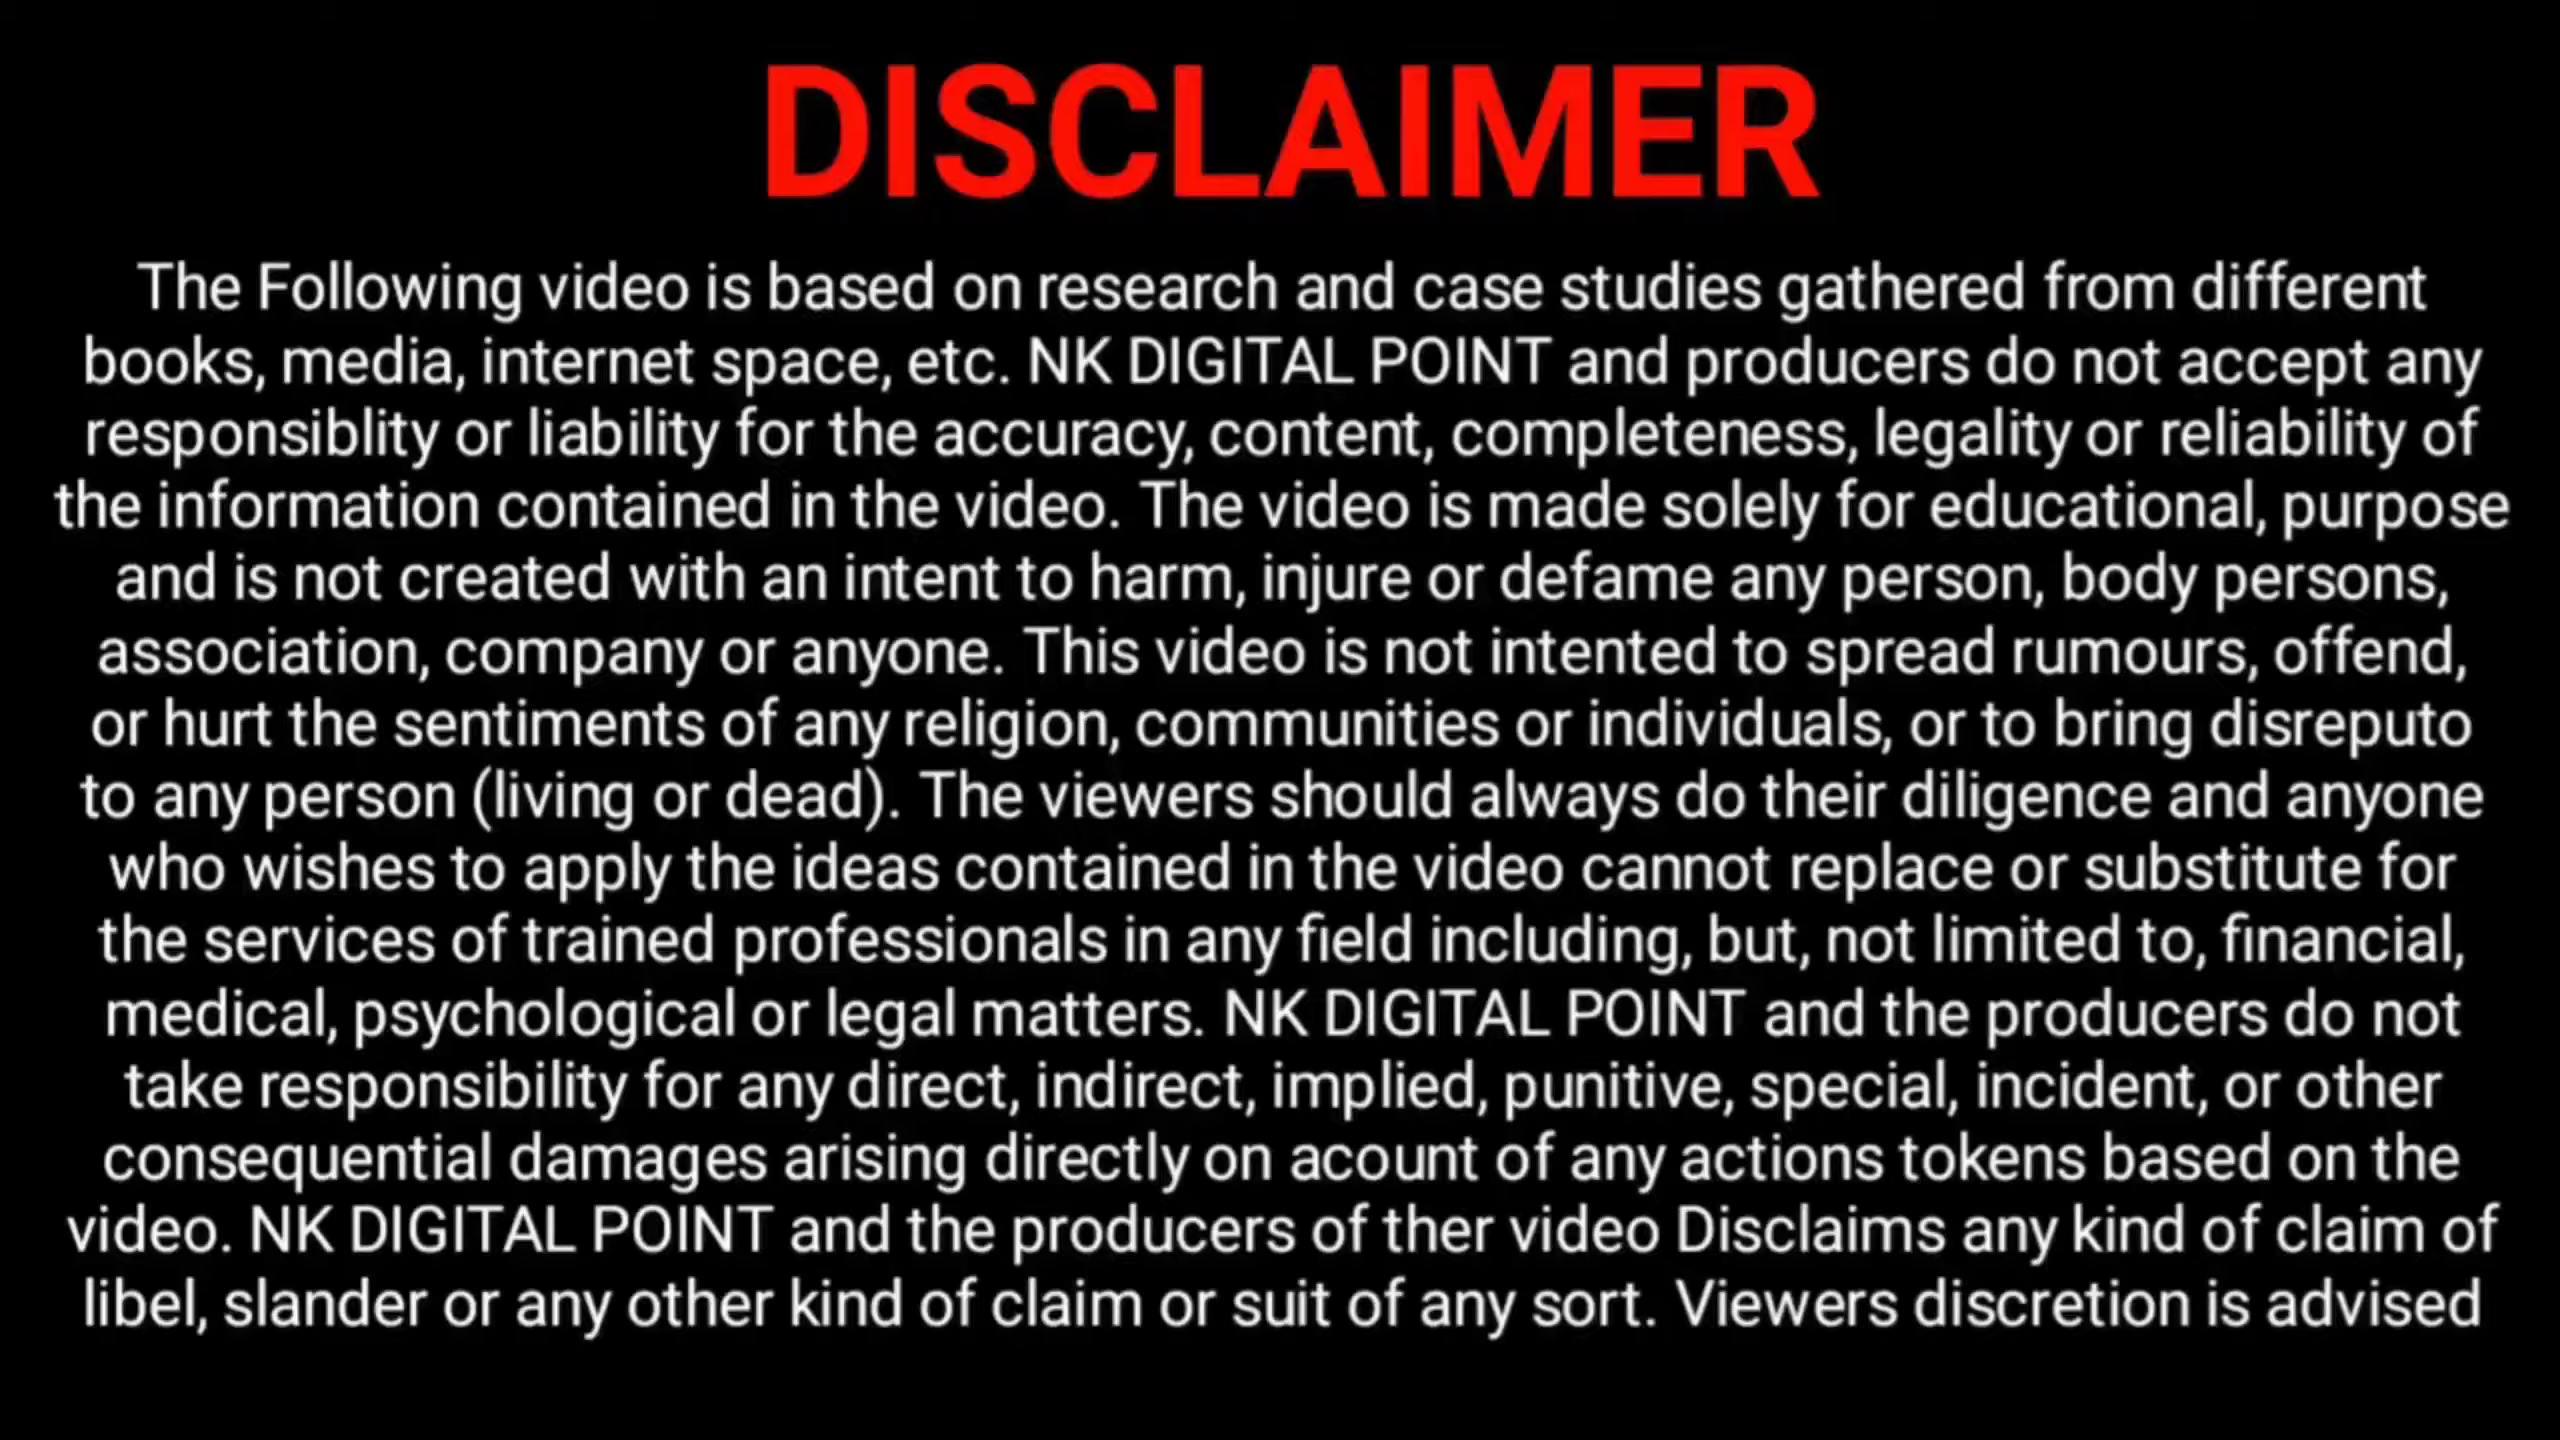 DISCLAIMER
The Following video is based on research and case studies gathered from different
books, media, internet space, etc. NK DIGITAL POINT and producers do not accept any
responsiblity or liability for the accuracy, content, completeness, legality or reliability of
the information contained in the video. The video is made solely for educational, purpose
and is not created with an intent to harm, injure or defame any person, body persons,
association, company or anyone. This video is not intented to spread rumours, offend,
or hurt the sentiments of any religion, communities or individuals, or to bring disreputo
to any person (living or dead). The viewers should always do their diligence and anyone
who wishes to apply the ideas contained in the video cannot replace or substitute for
the services of trained professionals in any field including, but, not limited to, financial,
medical, psychological or legal matters. NK DIGITAL POINT and the producers do not
take responsibility for any direct, indirect, implied, punitive, special, incident, or other
consequential damages arising directly on acount of any actions tokens based on the
video. NK DIGITAL POINT and the producers of ther video Disclaims any kind of claim of
libel, slander or any other kind of claim or suit of any sort. Viewers discretion is advised